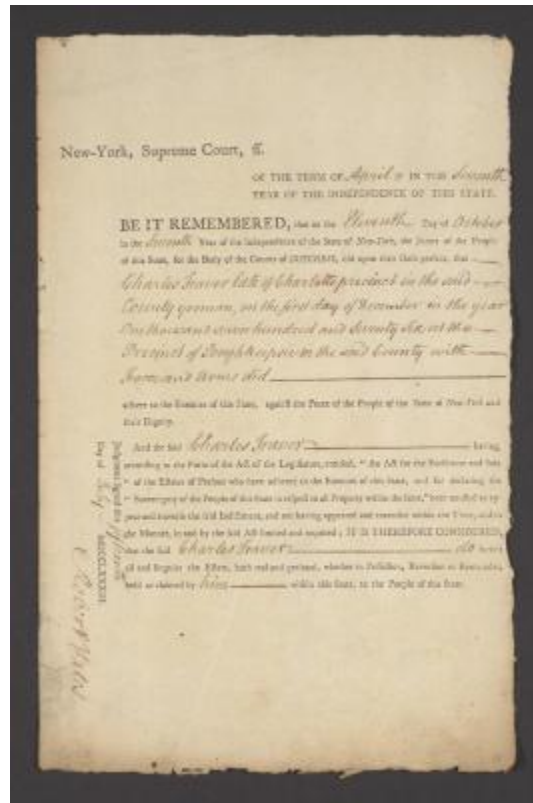 New-York, Supreme Court, ss.
OF THE TERM OF April IN THE Seventh
YEAR OF THE INDEPENDENCE OF THIS STATE.
BE IT REMEMBERED, that on the Eleventh Day of October
in the Seventh Year of the Independence of the State of New-York, the Jurors of the People
of this State, for the Body of the County of DUTCHESS, did upon their Oath present, that
Charles Traver late of Charlotte precinct in the said
County yeoman, on the first day of December in the year
One thousand seven hundred and Seventy Six, at the
Precinct of Poughkeepsie in the said County with
Force and Arms did
adhere to the Enemies of this State, against the Peace of the People of the State of New-York and
their Dignity.
And the said Charles Traver having,
according to the Form of the Act of the Legislature, entitled, "An Act for the Forfeiture and Sale
" of the Estates of Persons who have adhered to the Enemies of this State, and for declaring the
" Sovereignty of the People of this State in respect to all Property within the same," been notified to ap-
pear and traverse the said Indictment, and not having appeared and traversed within the Time, and in
the Manner, in and by the said Act limited and required; IT IS THEREFORE CONSIDERED,
that the said Charles Traver do forfeit
all and singular the Estate, both real and personal, whether in Possession, Reversion or Remainder,
held or claimed by him within this State, to the People of this State.
Judgment signed this
Day of July MDCCLXXXIII